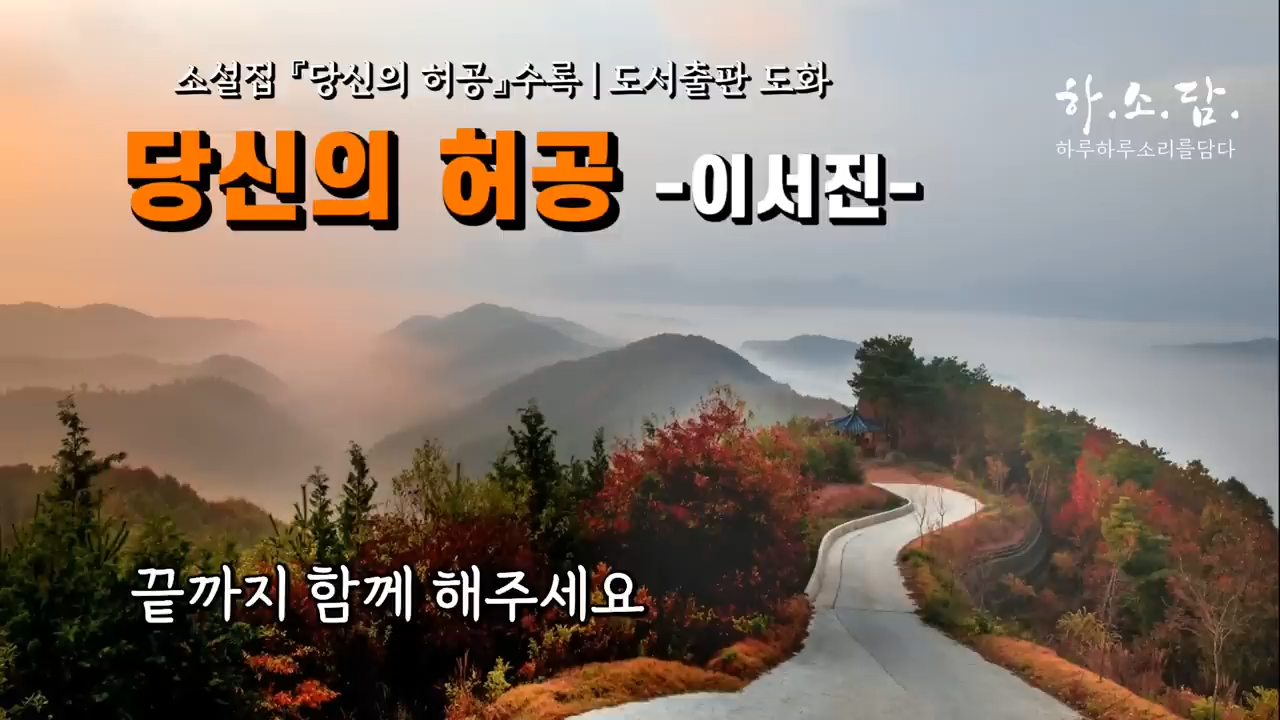 소설집 『당신의 허공』수록 | 도서출판 도화
당신의 허공 -이서진-
하.소.담.
하루하루소리를담다
끝까지 함께 해주세요